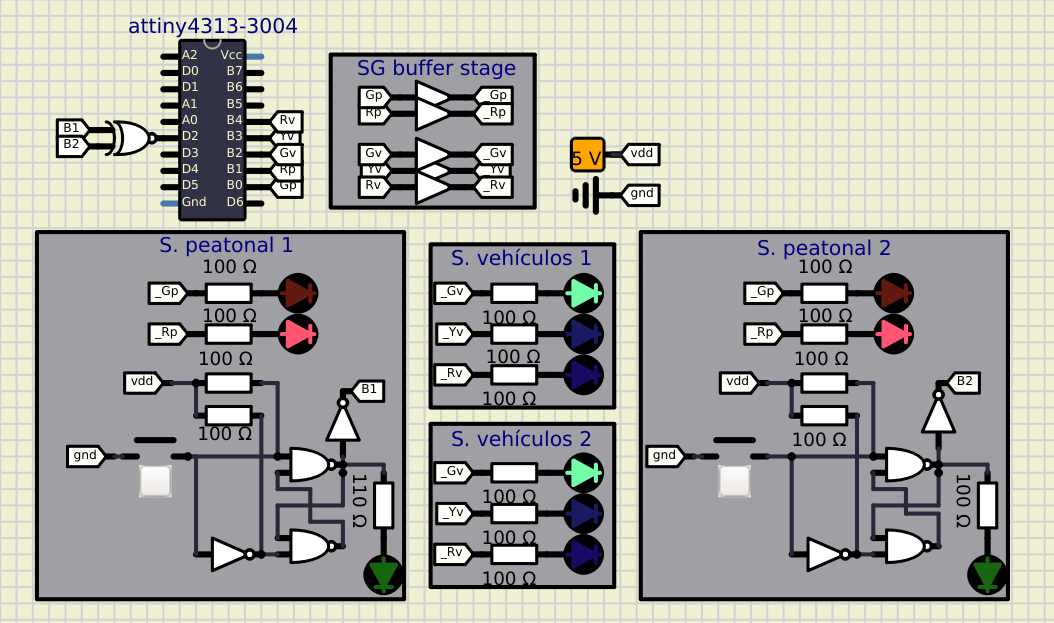 attiny4313-3004
A2 Vcc
D0 B7
D1 B6
A1 B5
A0 B4 Rv
B1 D2 B3 Yv
B2 D3 B2 Gv
D4 B1 Rp
D5 B0 Gp
Gnd D6
SG buffer stage
Gp _Gp
Rp _Rp
Gv _Gv
Yv _Yv
Rv _Rv
5 V vdd
gnd
S. peatonal 1
100 Ω
_Gp
100 Ω
_Rp
100 Ω
vdd
B1
100 Ω
gnd
110 Ω
S. vehículos 1
_Gv
100 Ω
_Yv
100 Ω
_Rv
100 Ω
S. vehículos 2
_Gv
100 Ω
_Yv
100 Ω
_Rv
100 Ω
S. peatonal 2
100 Ω
_Gp
100 Ω
_Rp
100 Ω
vdd
B2
100 Ω
gnd
100 Ω